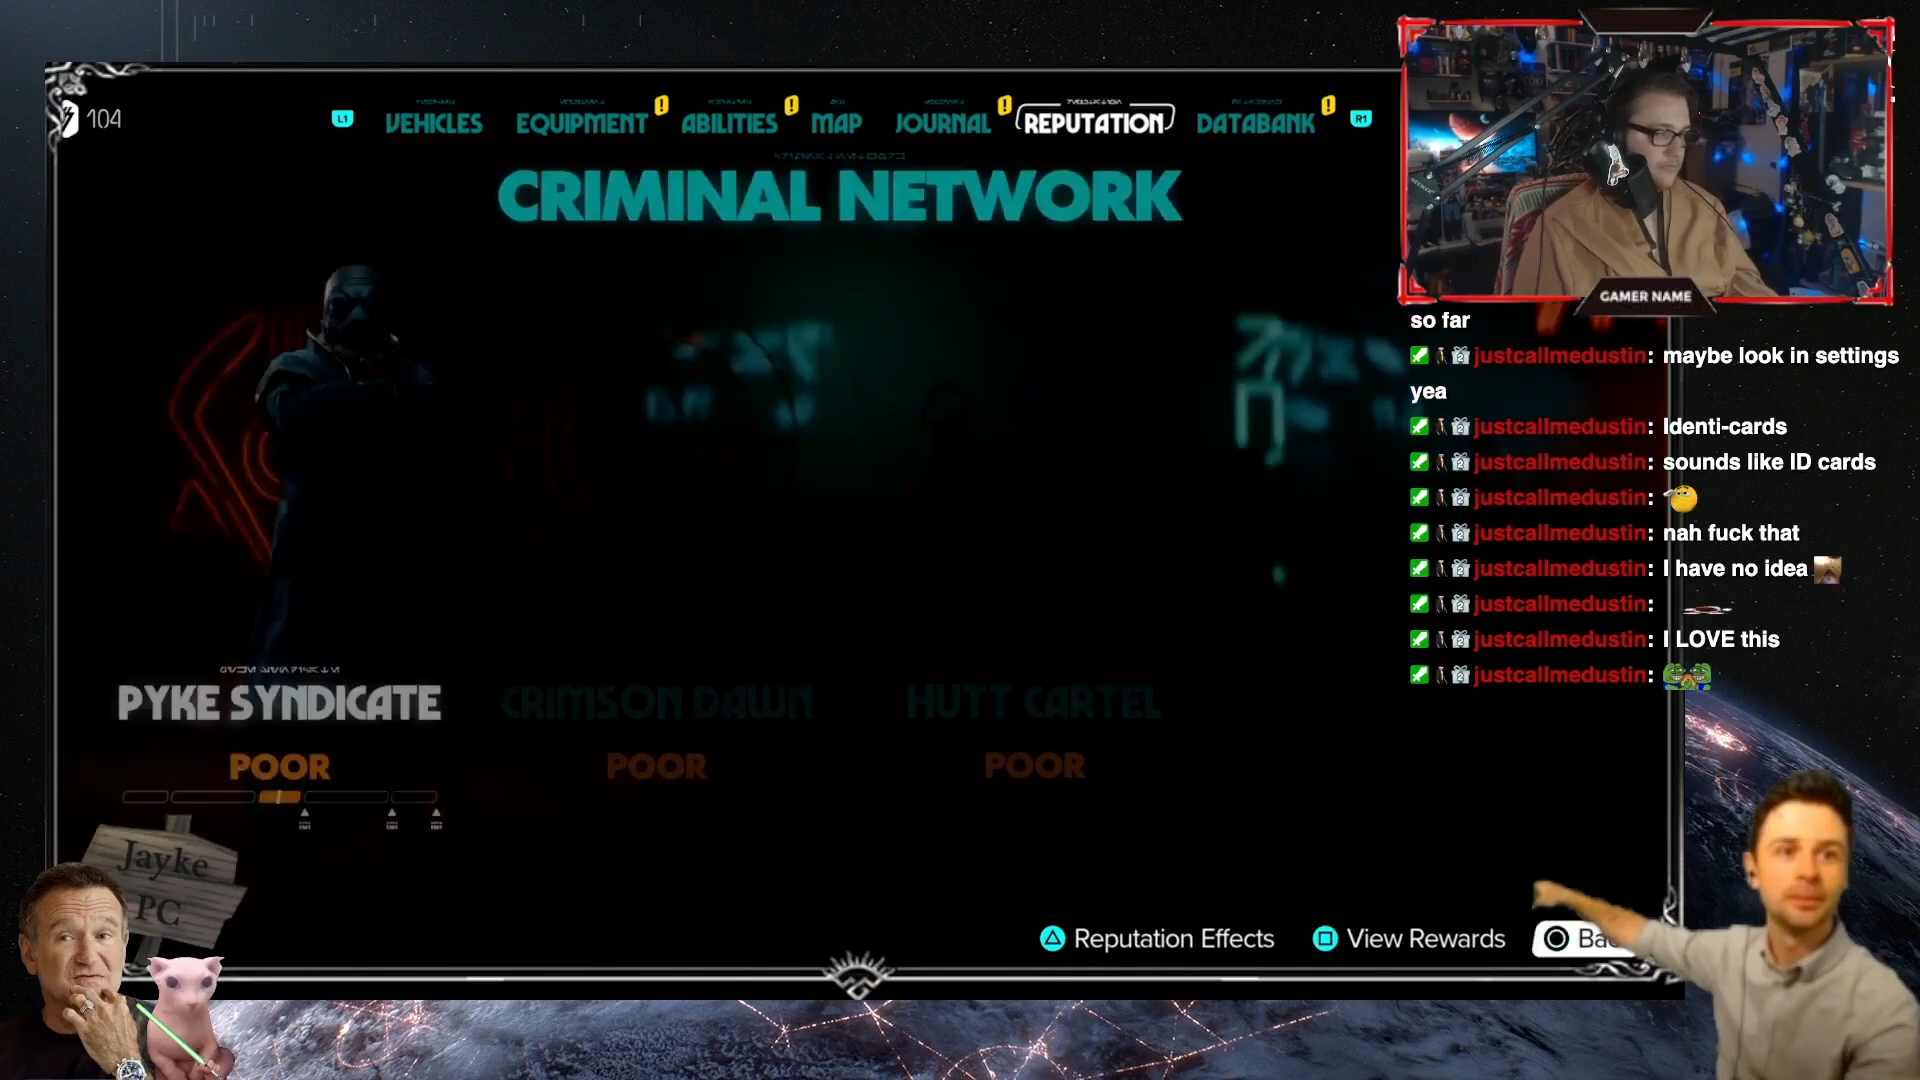 104
L1
VEHICLES
EQUIPMENT
ABILITIES
MAP
JOURNAL
REPUTATION
DATABANK
R1
CRIMINAL NETWORK
PYKE SYNDICATE
POOR
CRIMSON DAWN
POOR
HUTT CARTEL
POOR
Reputation Effects
View Rewards
Bac
GAMER NAME
so far
justcallmedustin: maybe look in settings
yea
justcallmedustin: Identi-cards
justcallmedustin: sounds like ID cards
justcallmedustin:
justcallmedustin: nah fuck that
justcallmedustin: I have no idea
justcallmedustin:
justcallmedustin: I LOVE this
justcallmedustin:
Jayke
PC